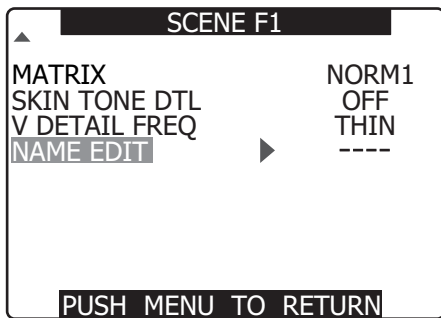 SCENE F1
MATRIX NORM1
SKIN TONE DTL OFF
V DETAIL FREQ THIN
NAME EDIT ----
PUSH MENU TO RETURN